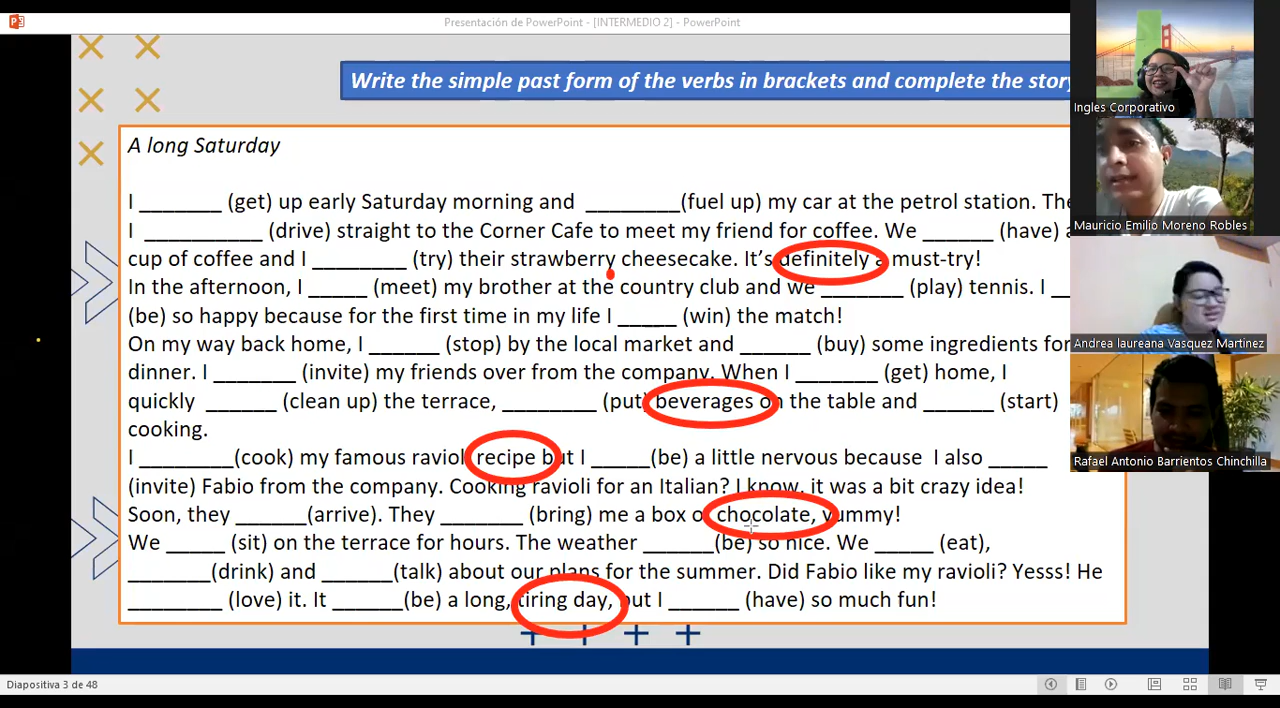 Presentación de PowerPoint - [INTERMEDIO 2] - PowerPoint
Write the simple past form of the verbs in brackets and complete the story
A long Saturday
I _______ (get) up early Saturday morning and ________(fuel up) my car at the petrol station. The
I __________ (drive) straight to the Corner Cafe to meet my friend for coffee. We ______ (have) a
cup of coffee and I ________ (try) their strawberry cheesecake. It's definitely a must-try!
In the afternoon, I _____ (meet) my brother at the country club and we _______ (play) tennis. I __
(be) so happy because for the first time in my life I _____ (win) the match!
On my way back home, I ______ (stop) by the local market and ______ (buy) some ingredients for
dinner. I _______ (invite) my friends over from the company. When I _______ (get) home, I
quickly ______ (clean up) the terrace, ________ (put) beverages on the table and ______ (start)
cooking.
I ________(cook) my famous ravioli recipe but I _____(be) a little nervous because I also _____
(invite) Fabio from the company. Cooking ravioli for an Italian? I know, it was a bit crazy idea!
Soon, they ______(arrive). They _______ (bring) me a box of chocolate, yummy!
We _____ (sit) on the terrace for hours. The weather ______(be) so nice. We _____ (eat),
_______(drink) and ______(talk) about our plans for the summer. Did Fabio like my ravioli? Yesss! He
________ (love) it. It ______(be) a long, tiring day, but I ______ (have) so much fun!
Diapositiva 3 de 48
Ingles Corporativo
Mauricio Emilio Moreno Robles
Andrea laureana Vasquez Martinez
Rafael Antonio Barrientos Chinchilla